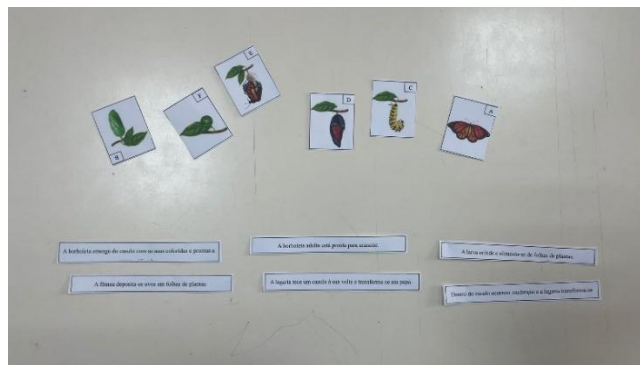 E
F
B
D
C
A
A borboleta emerge do casulo com as asas coloridas e prontas a
A borboleta adulta está pronta para acasalar
A larva eclode e alimenta-se de folhas de plantas
A fêmea deposita os ovos em folhas de plantas
A lagarta tece um casulo à sua volta e transforma-se em pupa
Dentro do casulo ocorrem mudanças e a lagarta transforma-se